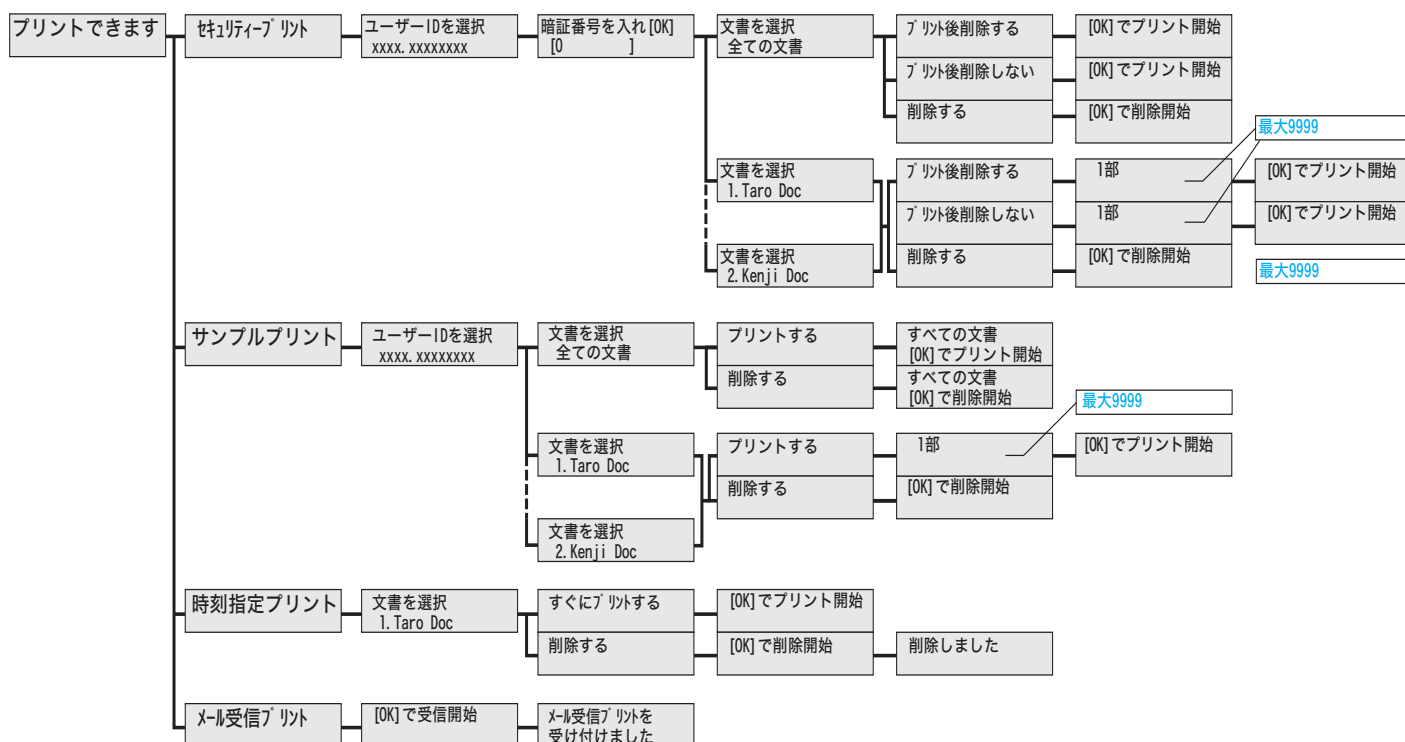 プリントできます
セキュリティープリント
ユーザーIDを選択
xxxx.xxxxxxxx
暗証番号を入れ[OK]
[0          ]
文書を選択
全ての文書
プリント後削除する
[OK]でプリント開始
プリント後削除しない
[OK]でプリント開始
削除する
[OK]で削除開始
最大9999
文書を選択
1.Taro Doc
プリント後削除する
1部
[OK]でプリント開始
プリント後削除しない
1部
[OK]でプリント開始
文書を選択
2.Kenji Doc
削除する
[OK]で削除開始
最大9999
サンプルプリント
ユーザーIDを選択
xxxx.xxxxxxxx
文書を選択
全ての文書
プリントする
すべての文書
[OK]でプリント開始
削除する
すべての文書
[OK]で削除開始
最大9999
文書を選択
1.Taro Doc
プリントする
1部
[OK]でプリント開始
削除する
[OK]で削除開始
文書を選択
2.Kenji Doc
時刻指定プリント
文書を選択
1.Taro Doc
すぐにプリントする
[OK]でプリント開始
削除する
[OK]で削除開始
削除しました
メール受信プリント
[OK]で受信開始
メール受信プリントを
受け付けました